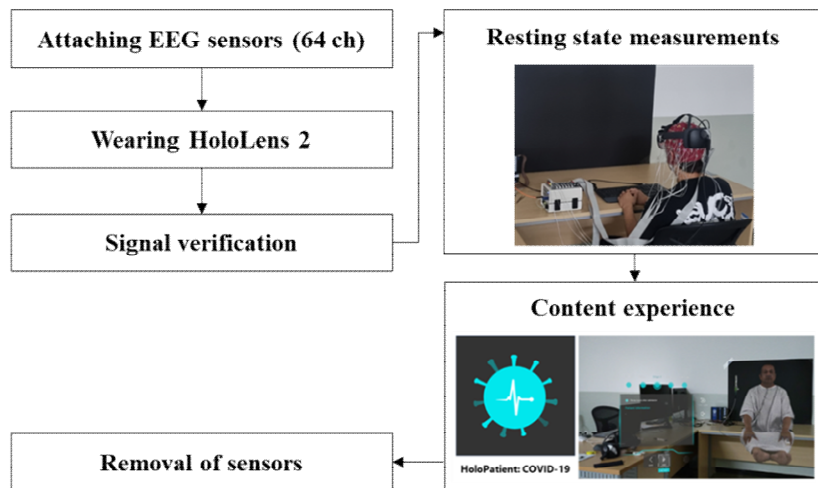 Attaching EEG sensors (64 ch)
Wearing HoloLens 2
Signal verification
Resting state measurements
Content experience
HoloPatient: COVID-19
Removal of sensors